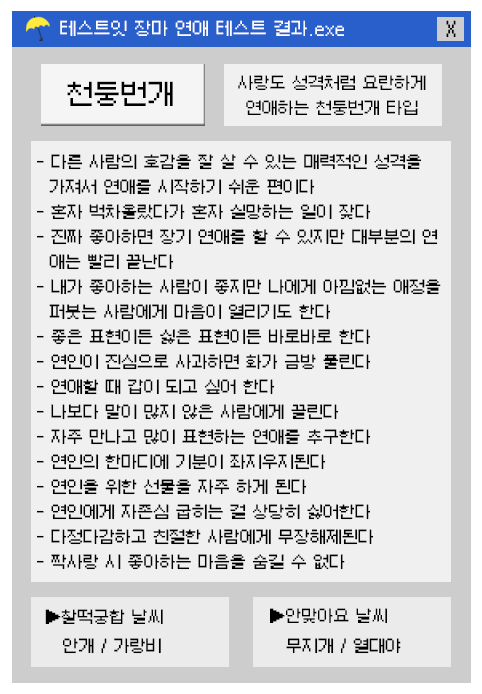 테스트잇 장마 연애 테스트 결과.exe X
천둥번개
사랑도 성격처럼 요란하게
연애하는 천둥번개 타입
- 다른 사람의 호감을 잘 살 수 있는 매력적인 성격을
가져서 연애를 시작하기 쉬운 편이다
- 혼자 벅차올랐다가 혼자 실망하는 일이 잦다
- 진짜 좋아하면 장기 연애를 할 수 있지만 대부분의 연
애는 빨리 끝난다
- 내가 좋아하는 사람이 좋지만 나에게 아낌없는 애정을
퍼붓는 사람에게 마음이 열리기도 한다
- 좋은 표현이든 싫은 표현이든 바로바로 한다
- 연인이 진심으로 사과하면 화가 금방 풀린다
- 연애할 때 갑이 되고 싶어 한다
- 나보다 말이 많지 않은 사람에게 끌린다
- 자주 만나고 많이 표현하는 연애를 추구한다
- 연인의 한마디에 기분이 좌지우지된다
- 연인을 위한 선물을 자주 하게 된다
- 연인에게 자존심 굽히는 걸 상당히 싫어한다
- 다정다감하고 친절한 사람에게 무장해제된다
- 짝사랑 시 좋아하는 마음을 숨길 수 없다
▶찰떡궁합 날씨
안개 / 가랑비
▶안맞아요 날씨
무지개 / 열대야